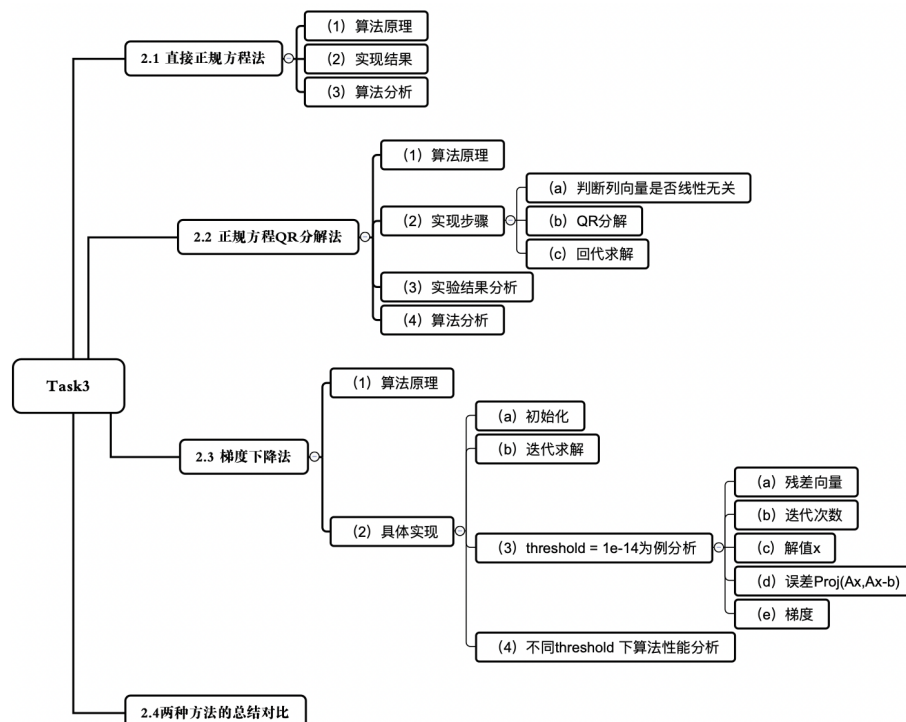 Task3
2.1 直接正规方程法
（1）算法原理
（2）实现结果
（3）算法分析
2.2 正规方程QR分解法
（1）算法原理
（2）实现步骤
（a）判断列向量是否线性无关
（b）QR分解
（c）回代求解
（3）实验结果分析
（4）算法分析
2.3 梯度下降法
（1）算法原理
（2）具体实现
（a）初始化
（b）迭代求解
（3）threshold = 1e-14为例分析
（a）残差向量
（b）迭代次数
（c）解值x
（d）误差Proj(Ax,Ax-b)
（e）梯度
（4）不同threshold 下算法性能分析
2.4两种方法的总结对比